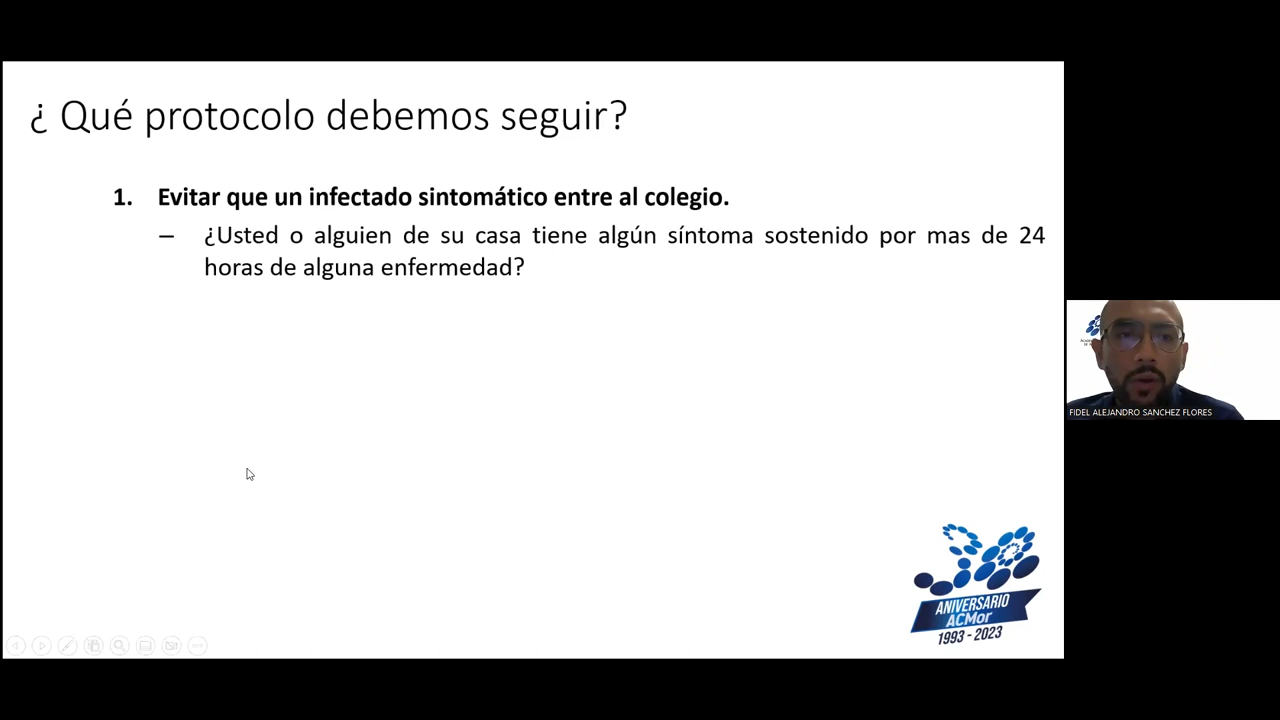 ¿ Qué protocolo debemos seguir?
1. Evitar que un infectado sintomático entre al colegio.
– ¿Usted o alguien de su casa tiene algún síntoma sostenido por mas de 24
horas de alguna enfermedad?
FIDEL ALEJANDRO SANCHEZ FLORES
ANIVERSARIO
ACMor
1993 - 2023